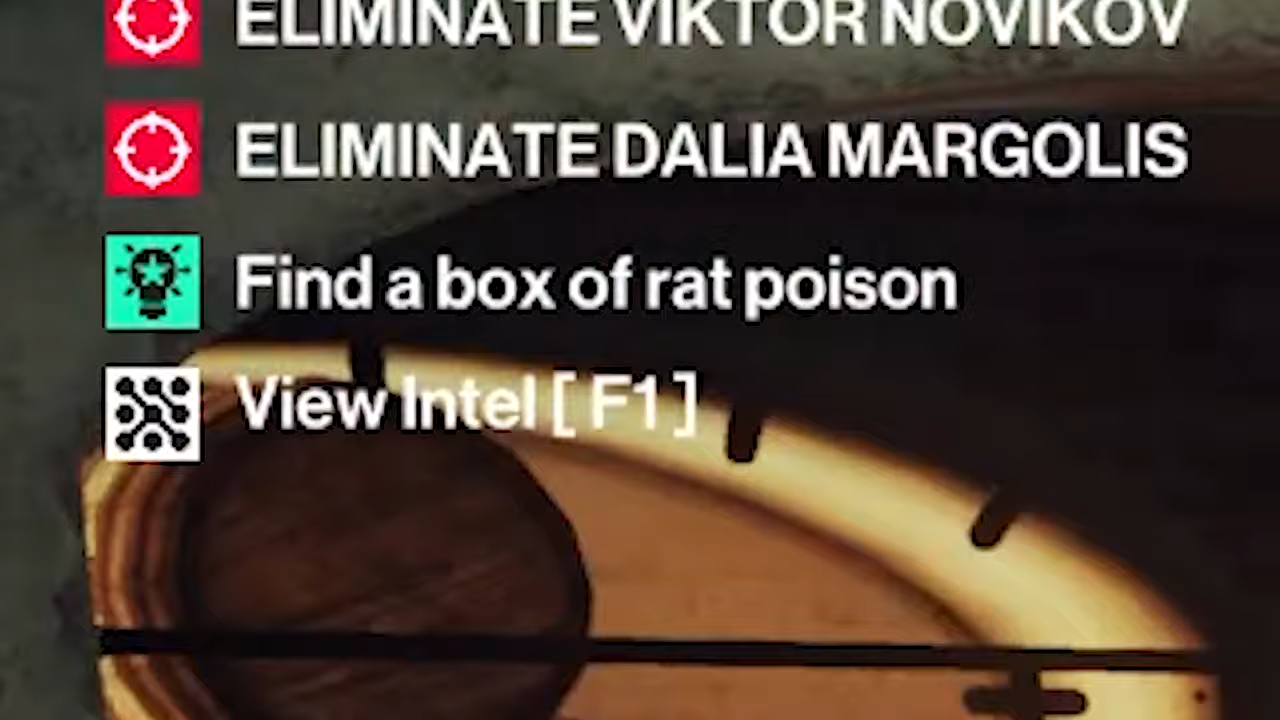 ELIMINATE VIKTOR NOVIKOV
ELIMINATE DALIA MARGOLIS
Find a box of rat poison
View Intel [ F1 ]